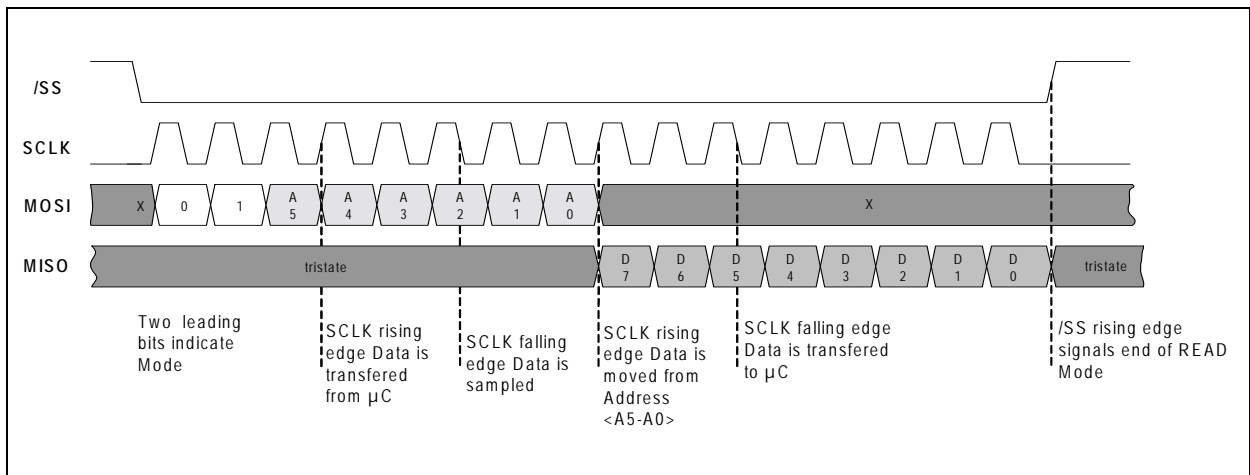 /SS
SCLK
MOSI
X
0
1
A
5
A
4
A
3
A
2
A
1
A
0
X
MISO
tristate
D
7
D
6
D
5
D
4
D
3
D
2
D
1
D
0
tristate
Two leading
bits indicate
Mode
SCLK rising
edge Data is
transfered
from µC
SCLK falling
edge Data is
sampled
SCLK rising
edge Data is
moved from
Address
<A5-A0>
SCLK falling edge
Data is transfered
to µC
/SS rising edge
signals end of READ
Mode